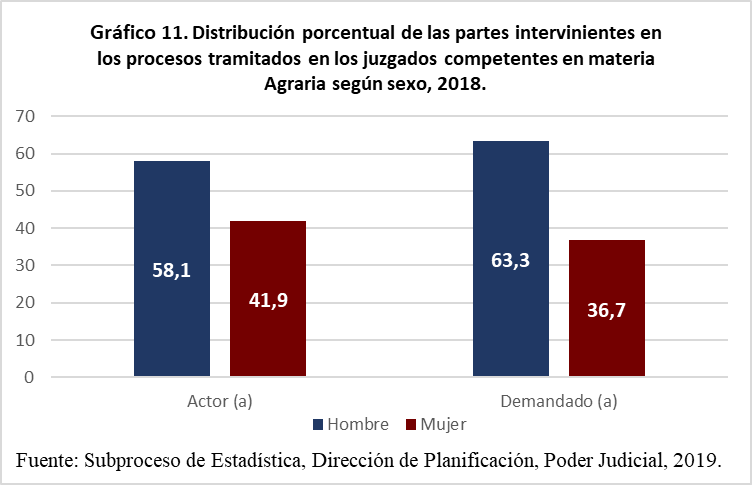 Gráfico 11. Distribución porcentual de las partes intervinientes en
los procesos tramitados en los juzgados competentes en materia
Agraria según sexo, 2018.
70
60
50
40
30
20
10
0
58,1
41,9
63,3
36,7
Actor (a)
Demandado (a)
Hombre
Mujer
Fuente: Subproceso de Estadística, Dirección de Planificación, Poder Judicial, 2019.